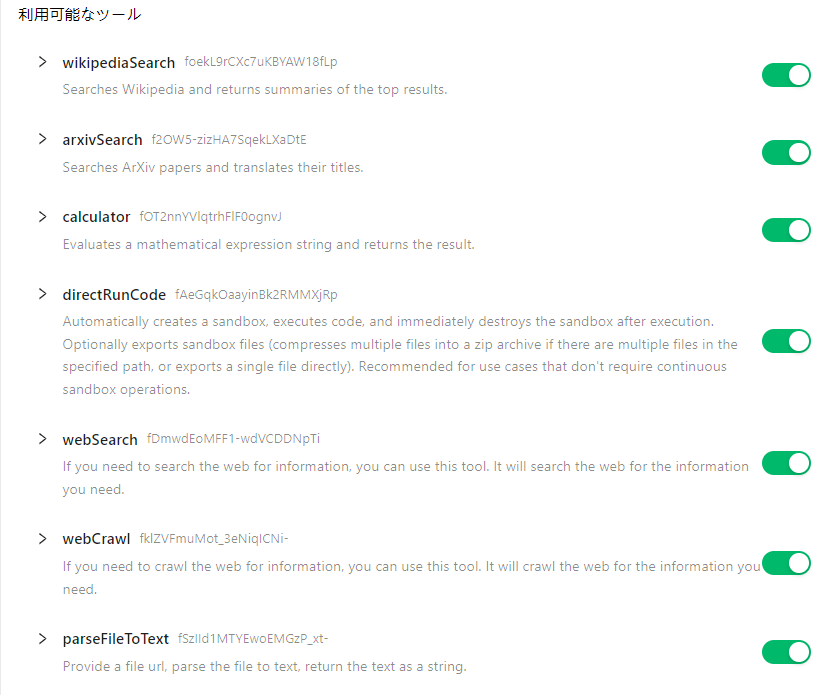 利用可能なツール
wikipediaSearch foekL9rCXc7uKBYAW18fLp
Searches Wikipedia and returns summaries of the top results.
arxivSearch f2OW5-zizHA7SqekLXaDtE
Searches ArXiv papers and translates their titles.
calculator fOT2nnYVlqtrhFlF0ognvJ
Evaluates a mathematical expression string and returns the result.
directRunCode fAeGqkOaayinBk2RMMXjRp
Automatically creates a sandbox, executes code, and immediately destroys the sandbox after execution.
Optionally exports sandbox files (compresses multiple files into a zip archive if there are multiple files in the
specified path, or exports a single file directly). Recommended for use cases that don't require continuous
sandbox operations.
webSearch fDmwdEoMFF1-wdVCDDNpTi
If you need to search the web for information, you can use this tool. It will search the web for the information
you need.
webCrawl fklZVFmuMot_3eNiqICNi-
If you need to crawl the web for information, you can use this tool. It will crawl the web for the information you
need.
parseFileToText fSzIId1MTYEwoEMGzP_xt-
Provide a file url, parse the file to text, return the text as a string.